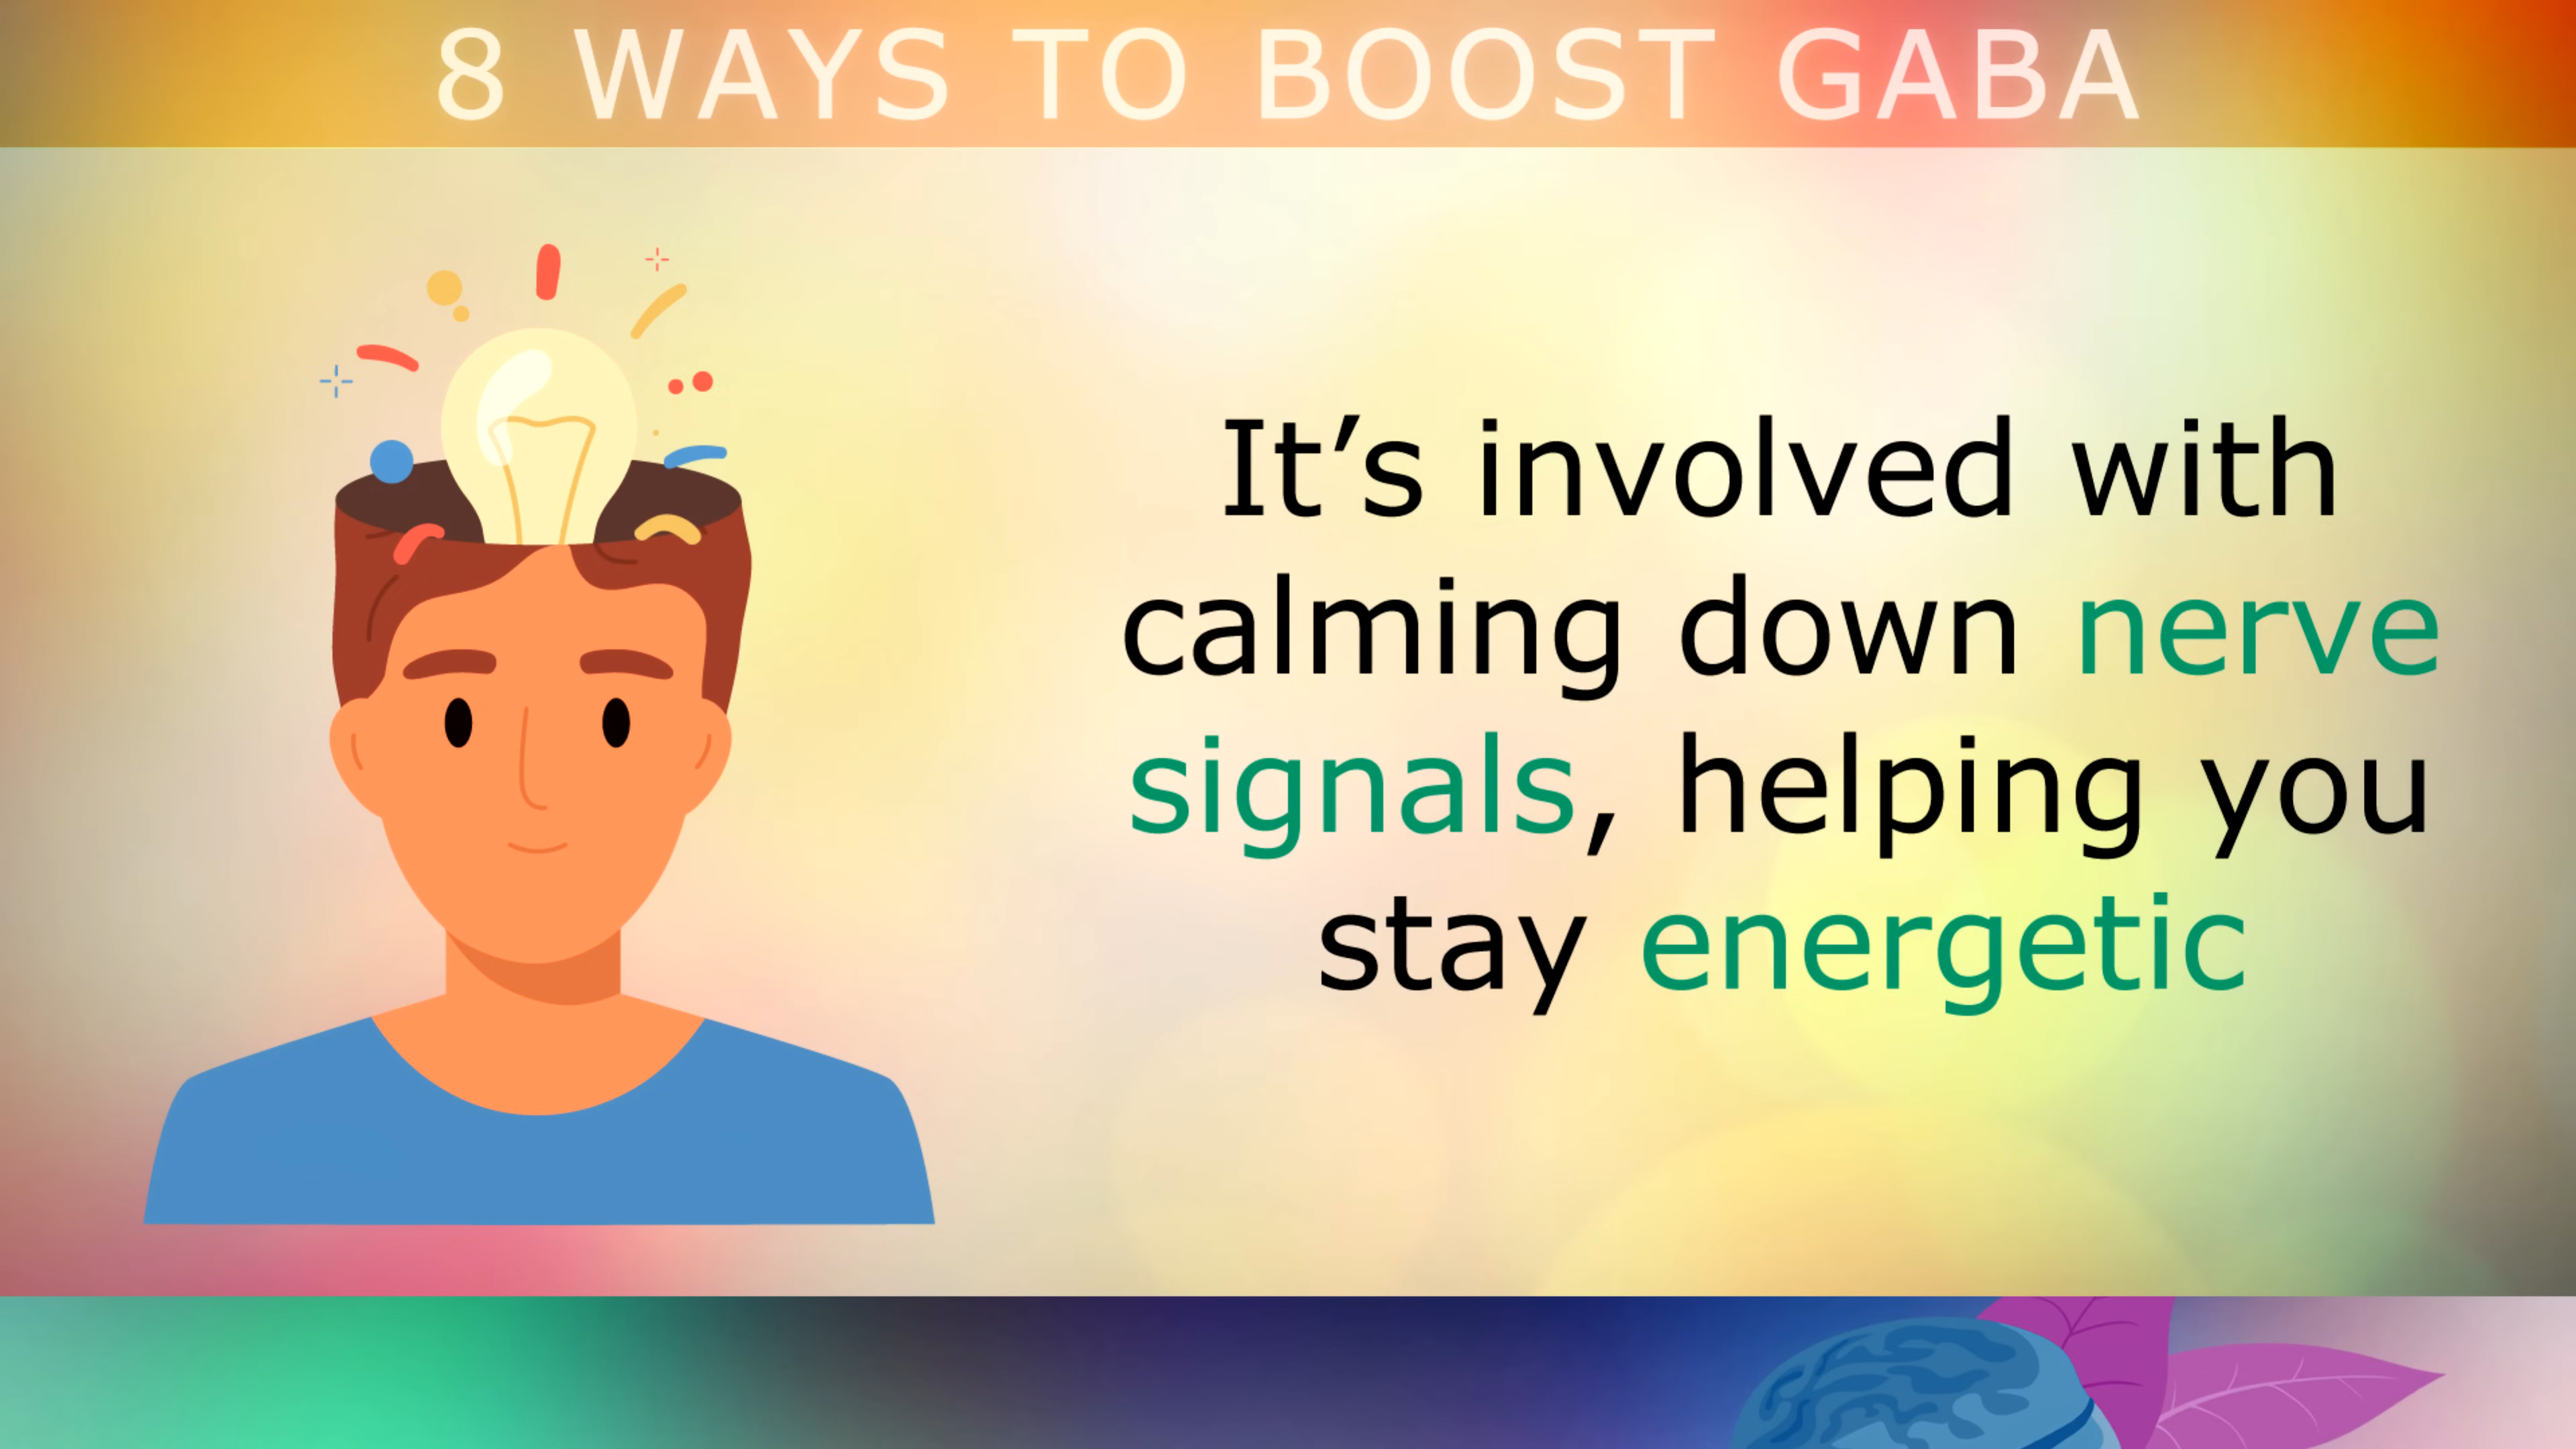 8 WAYS TO BOOST GABA
It’s involved with
calming down nerve
signals, helping you
stay energetic